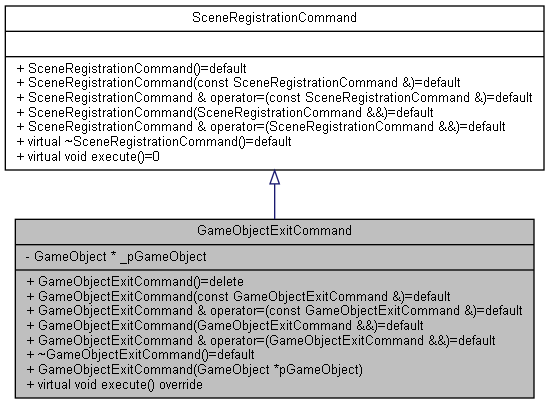 SceneRegistrationCommand
+ SceneRegistrationCommand()=default
+ SceneRegistrationCommand(const SceneRegistrationCommand &)=default
+ SceneRegistrationCommand & operator=(const SceneRegistrationCommand &)=default
+ SceneRegistrationCommand(SceneRegistrationCommand &&)=default
+ SceneRegistrationCommand & operator=(SceneRegistrationCommand &&)=default
+ virtual ~SceneRegistrationCommand()=default
+ virtual void execute()=0
GameObjectExitCommand
- GameObject * _pGameObject
+ GameObjectExitCommand()=delete
+ GameObjectExitCommand(const GameObjectExitCommand &)=default
+ GameObjectExitCommand & operator=(const GameObjectExitCommand &)=default
+ GameObjectExitCommand(GameObjectExitCommand &&)=default
+ GameObjectExitCommand & operator=(GameObjectExitCommand &&)=default
+ ~GameObjectExitCommand()=default
+ GameObjectExitCommand(GameObject *pGameObject)
+ virtual void execute() override